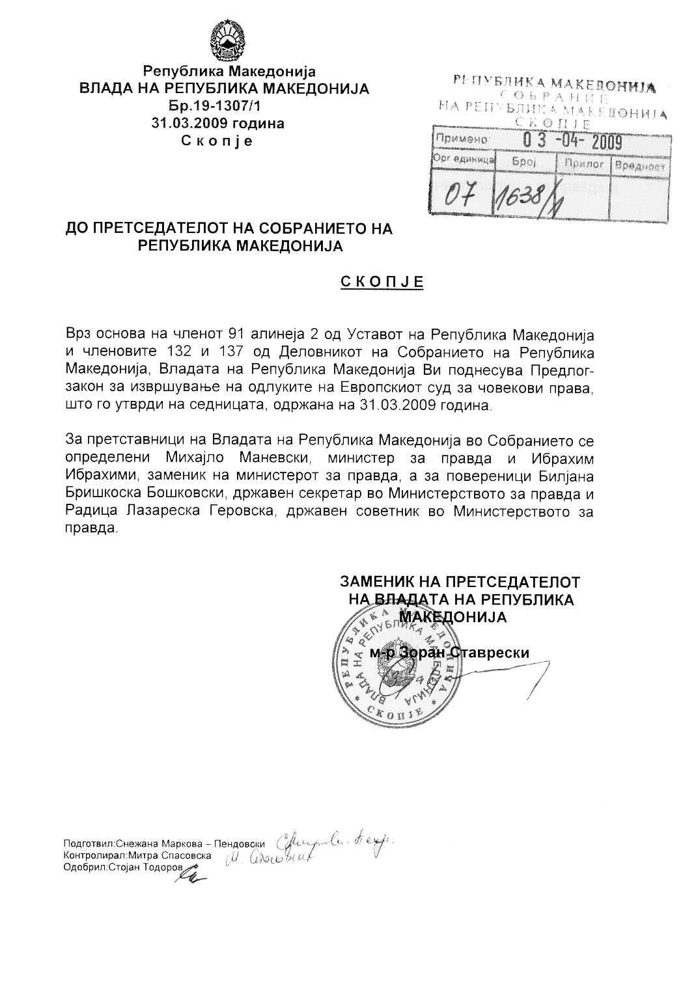 Република Македонија
ВЛАДА НА РЕПУБЛИКА МАКЕДОНИЈА
Бр.19-1307/1
31.03.2009 година
С к о п ј е
РЕПУБЛИКА МАКЕДОНИЈА
СОБРАНИЕ
НА РЕПУБЛИКА МАКЕДОНИЈА
СКОПЈЕ
Примено: 03 -04- 2009
Орг единица Број Прилог Вредност
07 1638/1
ДО ПРЕТСЕДАТЕЛОТ НА СОБРАНИЕТО НА
РЕПУБЛИКА МАКЕДОНИЈА
С К О П Ј Е
Врз основа на членот 91 алинеја 2 од Уставот на Република Македонија
и членовите 132 и 137 од Деловникот на Собранието на Република
Македонија, Владата на Република Македонија Ви поднесува Предлог-
закон за извршување на одлуките на Европскиот суд за човекови права,
што го утврди на седницата, одржана на 31.03.2009 година.
За претставници на Владата на Република Македонија во Собранието се
определени Михајло Маневски, министер за правда и Ибрахим
Ибрахими, заменик на министерот за правда, а за повереници Билјана
Бришкоска Бошковски, државен секретар во Министерството за правда и
Радица Лазареска Геровска, државен советник во Министерството за
правда.
ЗАМЕНИК НА ПРЕТСЕДАТЕЛОТ
НА ВЛАДАТА НА РЕПУБЛИКА
МАКЕДОНИЈА
м-р Зоран Ставрески
РЕПУБЛИКА МАКЕДОНИЈА
ВЛАДА НА РЕПУБЛИКА МАКЕДОНИЈА
* СКОПЈЕ *
Подготвил:Снежана Маркова – Пендовски
Контролирал:Митра Спасовска
М. Спасовска
Одобрил:Стојан Тодоров